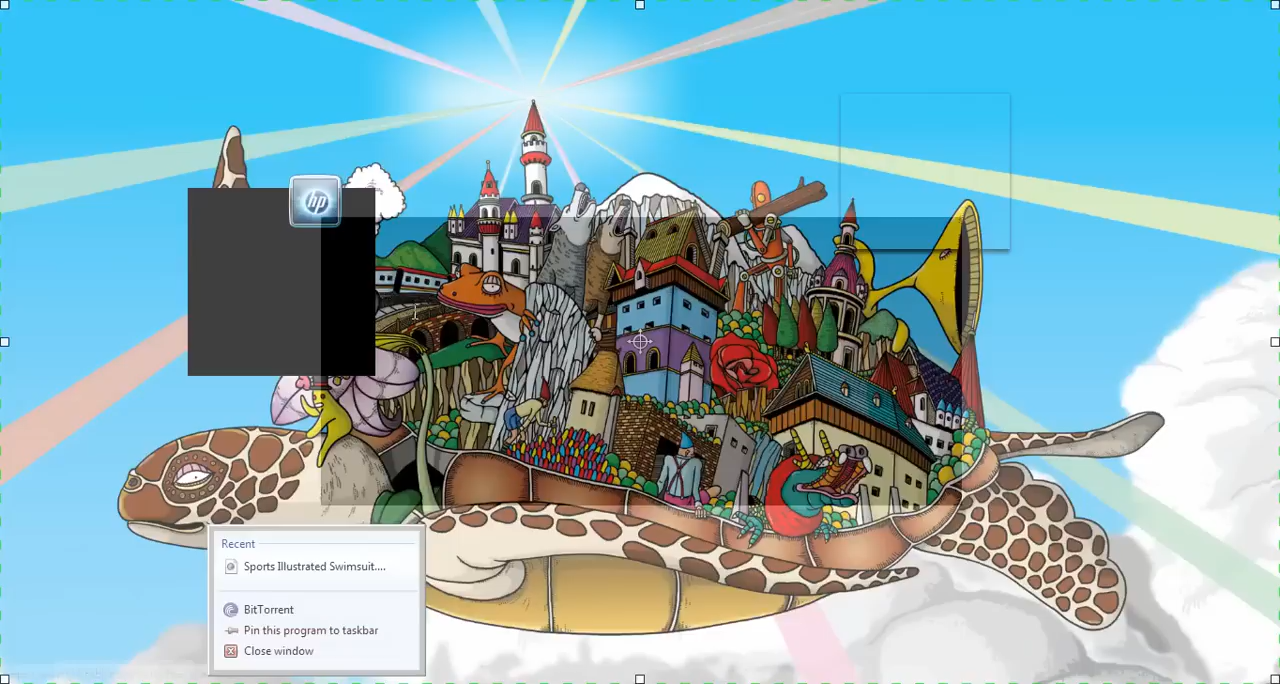 hp
Recent
Sports Illustrated Swimsuit....
BitTorrent
Pin this program to taskbar
Close window